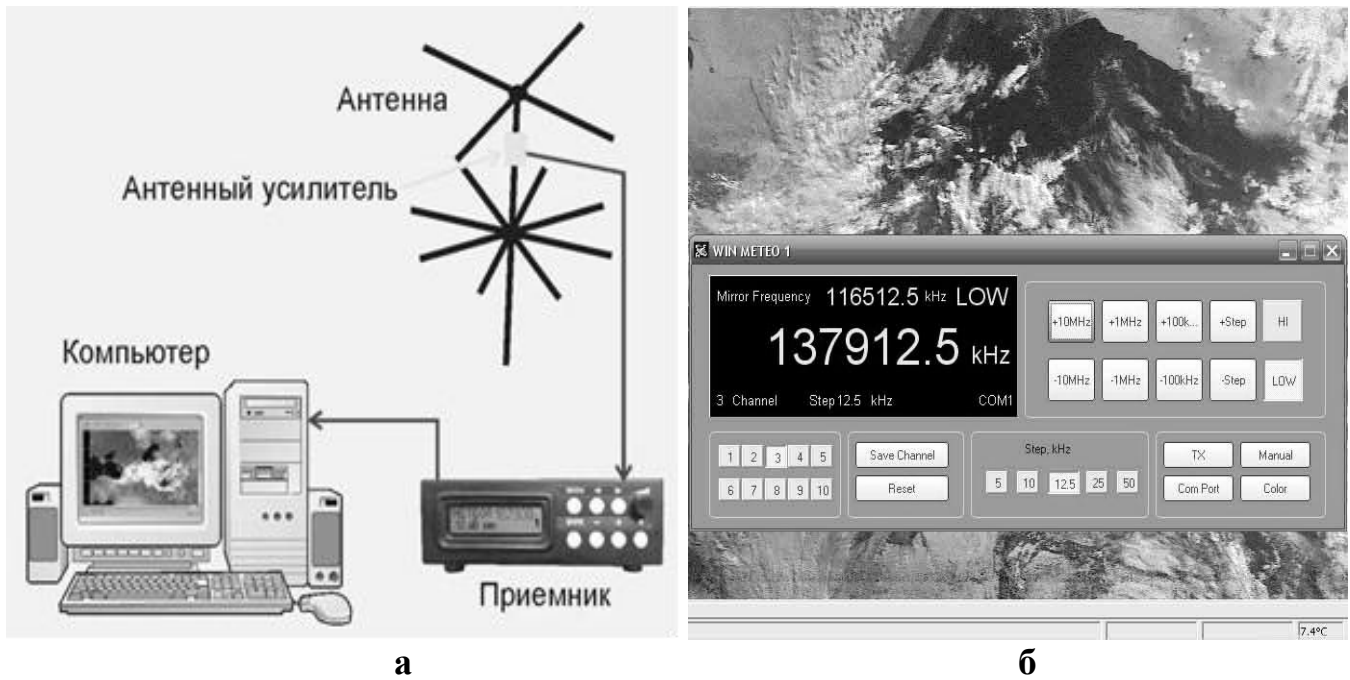 Антенна
Антенный усилитель
Компьютер
Приемник
а
WIN METEO 1
Mirror Frequency 116512.5 kHz LOW
137912.5 kHz
3 Channel Step 12.5 kHz COM1
+10MHz +1MHz +100k... +Step HI
-10MHz -1MHz -100kHz -Step LOW
1 2 3 4 5
6 7 8 9 10
Save Channel
Reset
Step, kHz
5 10 12.5 25 50
TX Manual
Com Port Color
7.4°C
б